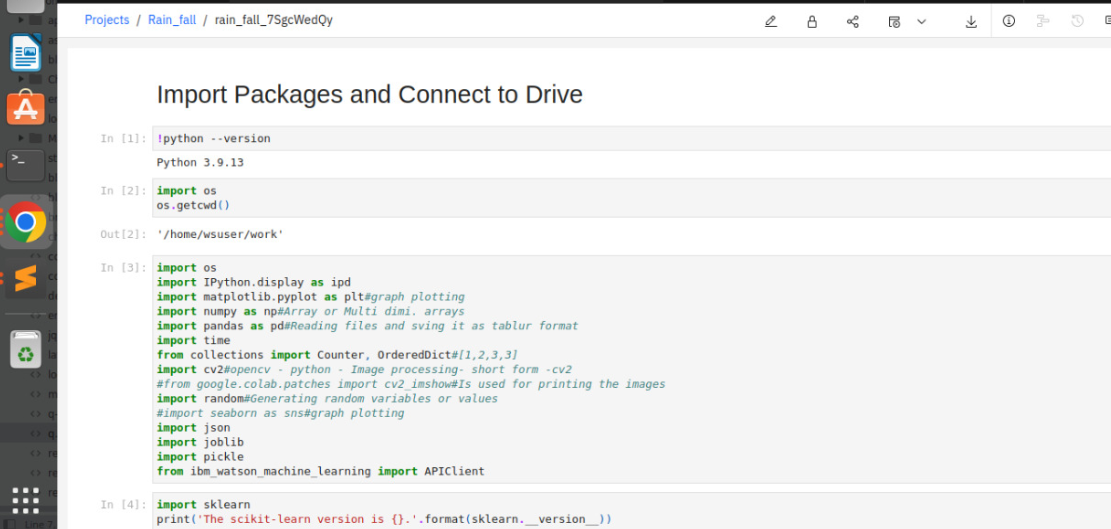 Projects / Rain_fall / rain_fall_7SgcWedQy
Import Packages and Connect to Drive
In [1]: !python --version
Python 3.9.13
In [2]: import os
os.getcwd()
Out[2]: '/home/wsuser/work'
In [3]: import os
import IPython.display as ipd
import matplotlib.pyplot as plt#graph plotting
import numpy as np#Array or Multi dimi. arrays
import pandas as pd#Reading files and sving it as tablur format
import time
from collections import Counter, OrderedDict#[1,2,3,3]
import cv2#opencv - python - Image processing- short form -cv2
#from google.colab.patches import cv2_imshow#Is used for printing the images
import random#Generating random variables or values
#import seaborn as sns#graph plotting
import json
import joblib
import pickle
from ibm_watson_machine_learning import APIClient
In [4]: import sklearn
print('The scikit-learn version is {}.'.format(sklearn.__version__))